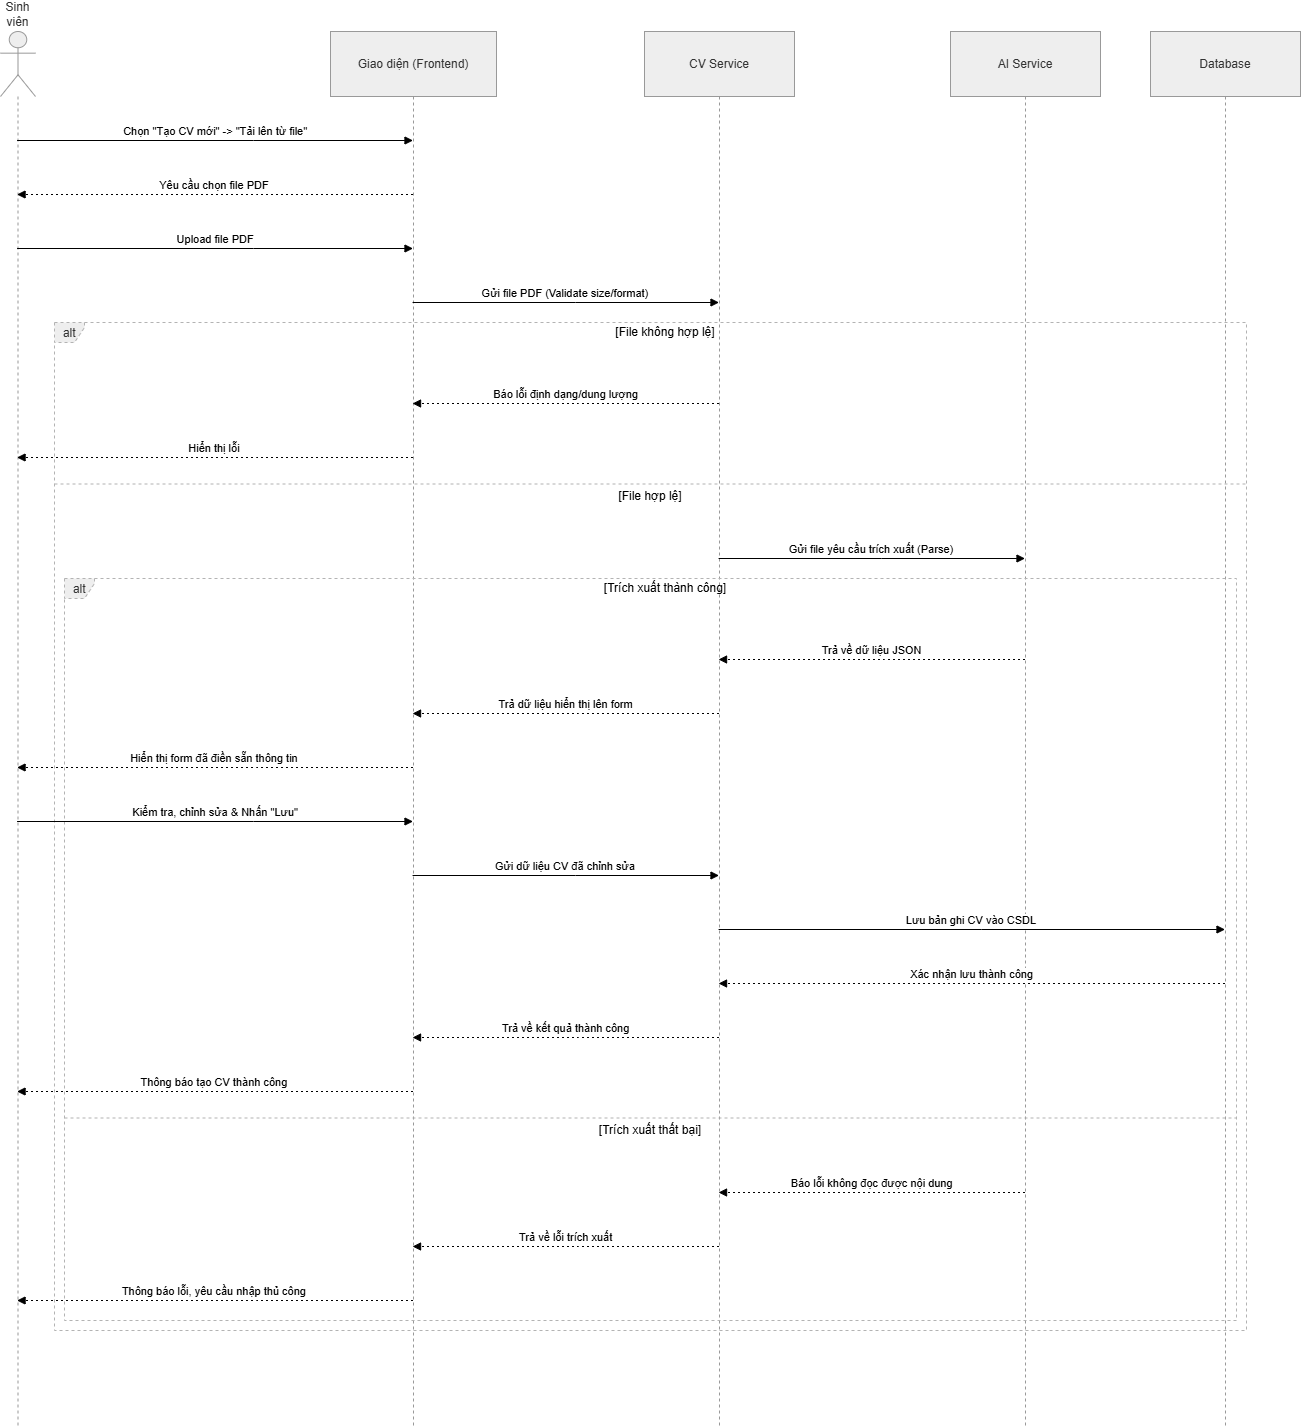 Sinh
viên
Giao diện (Frontend)
CV Service
AI Service
Database
Chọn "Tạo CV mới" -> "Tải lên từ file"
Yêu cầu chọn file PDF
Upload file PDF
Gửi file PDF (Validate size/format)
alt
[File không hợp lệ]
Báo lỗi định dạng/dung lượng
Hiển thị lỗi
[File hợp lệ]
Gửi file yêu cầu trích xuất (Parse)
alt
[Trích xuất thành công]
Trả về dữ liệu JSON
Trả dữ liệu hiển thị lên form
Hiển thị form đã điền sẵn thông tin
Kiểm tra, chỉnh sửa & Nhấn "Lưu"
Gửi dữ liệu CV đã chỉnh sửa
Lưu bản ghi CV vào CSDL
Xác nhận lưu thành công
Trả về kết quả thành công
Thông báo tạo CV thành công
[Trích xuất thất bại]
Báo lỗi không đọc được nội dung
Trả về lỗi trích xuất
Thông báo lỗi, yêu cầu nhập thủ công